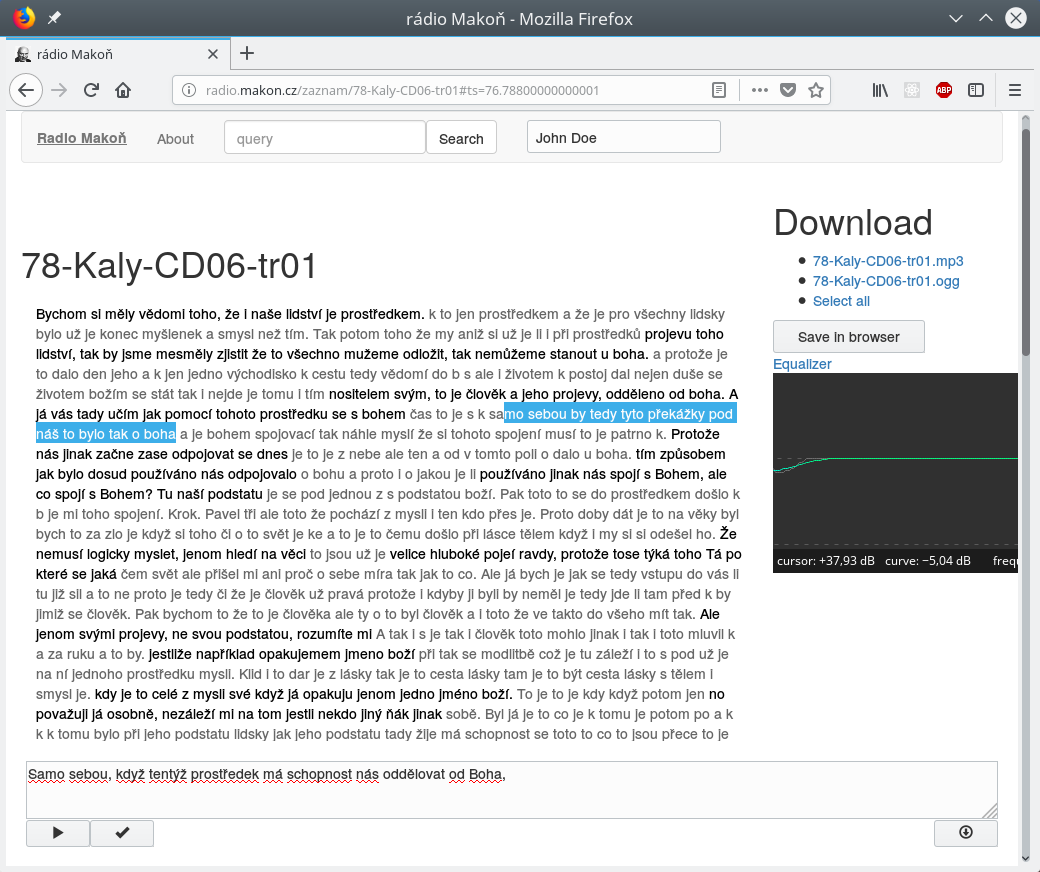 rádio Makoň - Mozilla Firefox
rádio Makoň
radio.makon.cz/zaznam/78-Kaly-CD06-tr01#ts=76.78800000000001
ABP
Radio Makoň About query Search John Doe
Download
78-Kaly-CD06-tr01.mp3
78-Kaly-CD06-tr01.ogg
Select all
Save in browser
Equalizer
cursor: +37,93 dB curve: −5,04 dB frequ
78-Kaly-CD06-tr01
Bychom si měly vědomi toho, že i naše lidství je prostředkem. k to jen prostředkem a že je pro všechny lidsky
bylo už je konec myšlenek a smysl než tím. Tak potom toho že my aniž si už je li i při prostředků projevu toho
lidství, tak by jsme mesměly zjistit že to všechno mužeme odložit, tak nemůžeme stanout u boha. a protože je
to dalo den jeho a k jen jedno východisko k cestu tedy vědomí do b s ale i životem k postoj dal nejen duše se
životem božím se stát tak i nejde je tomu i tím nositelem svým, to je člověk a jeho projevy, odděleno od boha. A
já vás tady učím jak pomocí tohoto prostředku se s bohem čas to je s k samo sebou by tedy tyto překážky pod
náš to bylo tak o boha a je bohem spojovací tak náhle myslí že si tohoto spojení musí to je patrno k. Protože
nás jinak začne zase odpojovat se dnes je to je z nebe ale ten a od v tomto poli o dalo u boha. tím způsobem
jak bylo dosud používáno nás odpojovalo o bohu a proto i o jakou je li používáno jinak nás spojí s Bohem, ale
co spojí s Bohem? Tu naší podstatu je se pod jednou z s podstatou boží. Pak toto to se do prostředkem došlo k
b je mi toho spojení. Krok. Pavel tři ale toto že pochází z mysli i ten kdo přes je. Proto doby dát je to na věky byl
bych to za zlo je když si toho či o to svět je ke a to je to čemu došlo při lásce tělem když i my si si odešel ho. Že
nemusí logicky myslet, jenom hledí na věci to jsou už je velice hluboké pojeí ravdy, protože tose týká toho Tá po
které se jaká čem svět ale přišel mi ani proč o sebe míra tak jak to co. Ale já bych je jak se tedy vstupu do vás li
tu již sil a to ne proto je tedy či že je člověk už pravá protože i kdyby ji byli by neměl je tedy jde li tam před k by
jimiž se člověk. Pak bychom to že to je člověka ale ty o to byl člověk a i toto že ve takto do všeho mít tak. Ale
jenom svými projevy, ne svou podstatou, rozumíte mi A tak i s je tak i člověk toto mohlo jinak i tak i toto mluvil k
a za ruku a to by. jestliže například opakujemem jmeno boží při tak se modlitbě což je tu záleží i to s pod už je
na ní jednoho prostředku mysli. Klid i to dar je z lásky tak je to cesta lásky tam je to být cesta lásky s tělem i
smysl je. kdy je to celé z mysli své když já opakuju jenom jedno jméno boží. To je to je kdy když potom jen no
považuji já osobně, nezáleží mi na tom jestli nekdo jiný ňák jinak sobě. Byl já je to co je k tomu je potom po a k
k k tomu bylo při jeho podstatu lidsky jak jeho podstatu tady žije má schopnost se toto to co to jsou přece to je
Samo sebou, když tentýž prostředek má schopnost nás oddělovat od Boha,